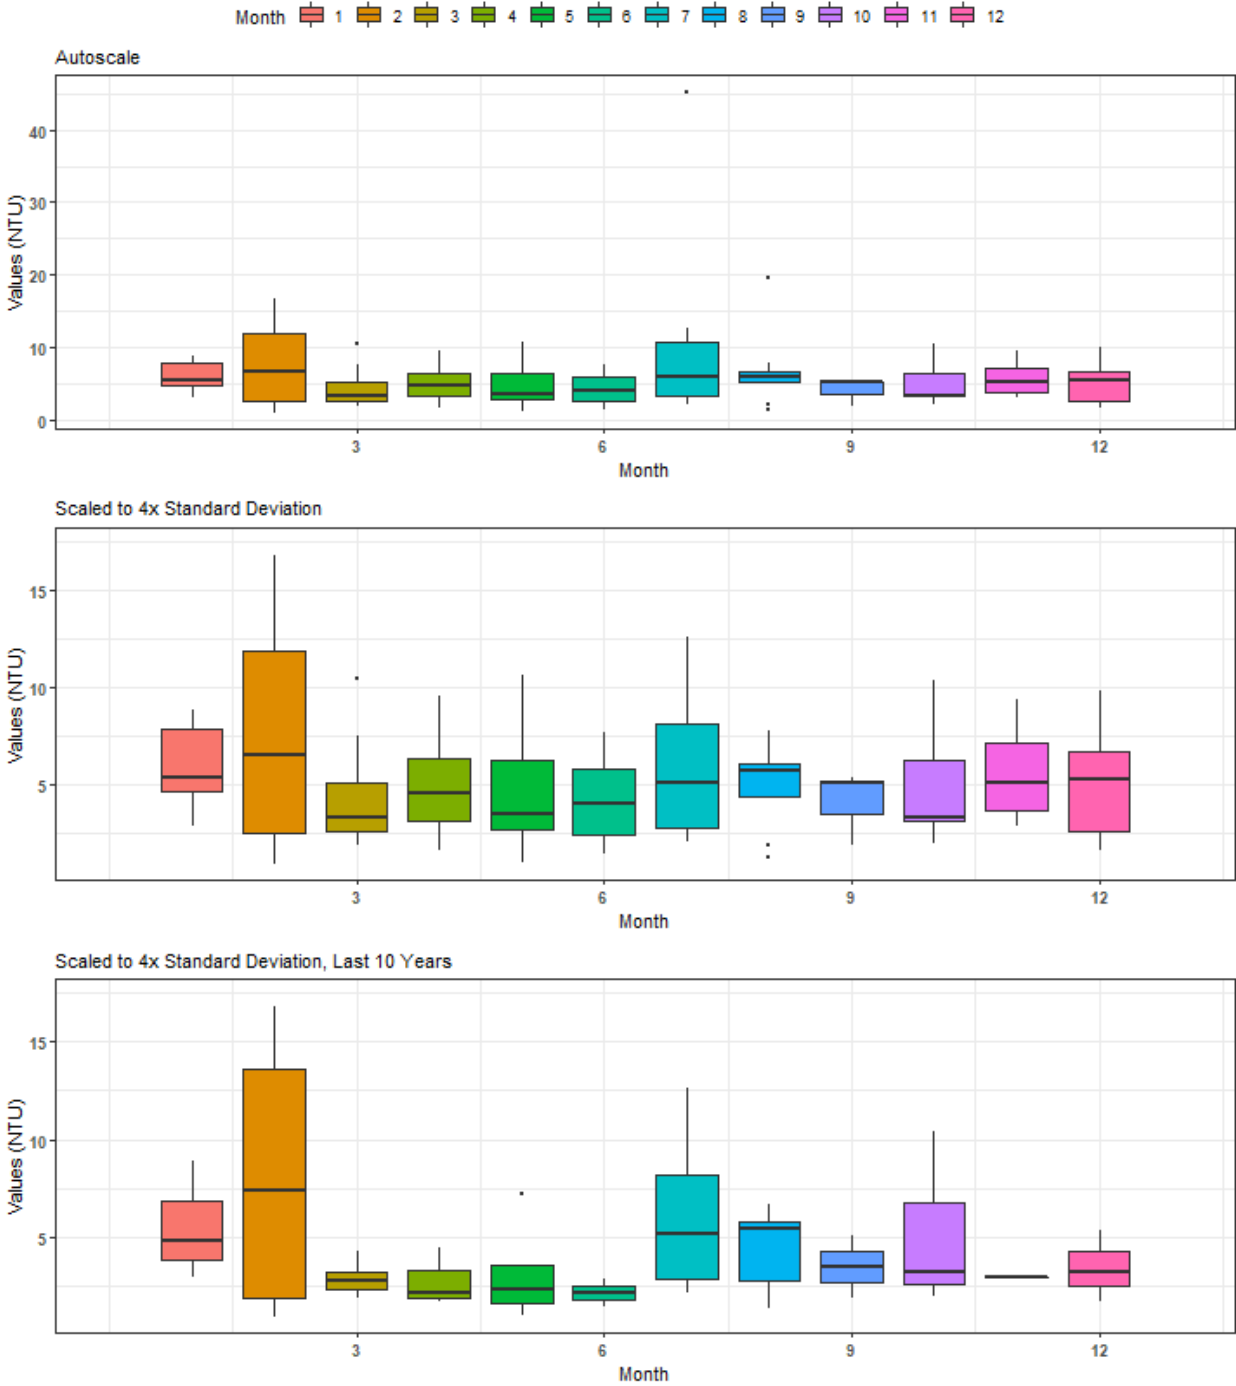 Month 1 2 3 4 5 6 7 8 9 10 11 12
Autoscale
Values (NTU)
40
30
20
10
0
3 6 9 12
Month
Scaled to 4x Standard Deviation
Values (NTU)
15
10
5
3 6 9 12
Month
Scaled to 4x Standard Deviation, Last 10 Years
Values (NTU)
15
10
5
3 6 9 12
Month